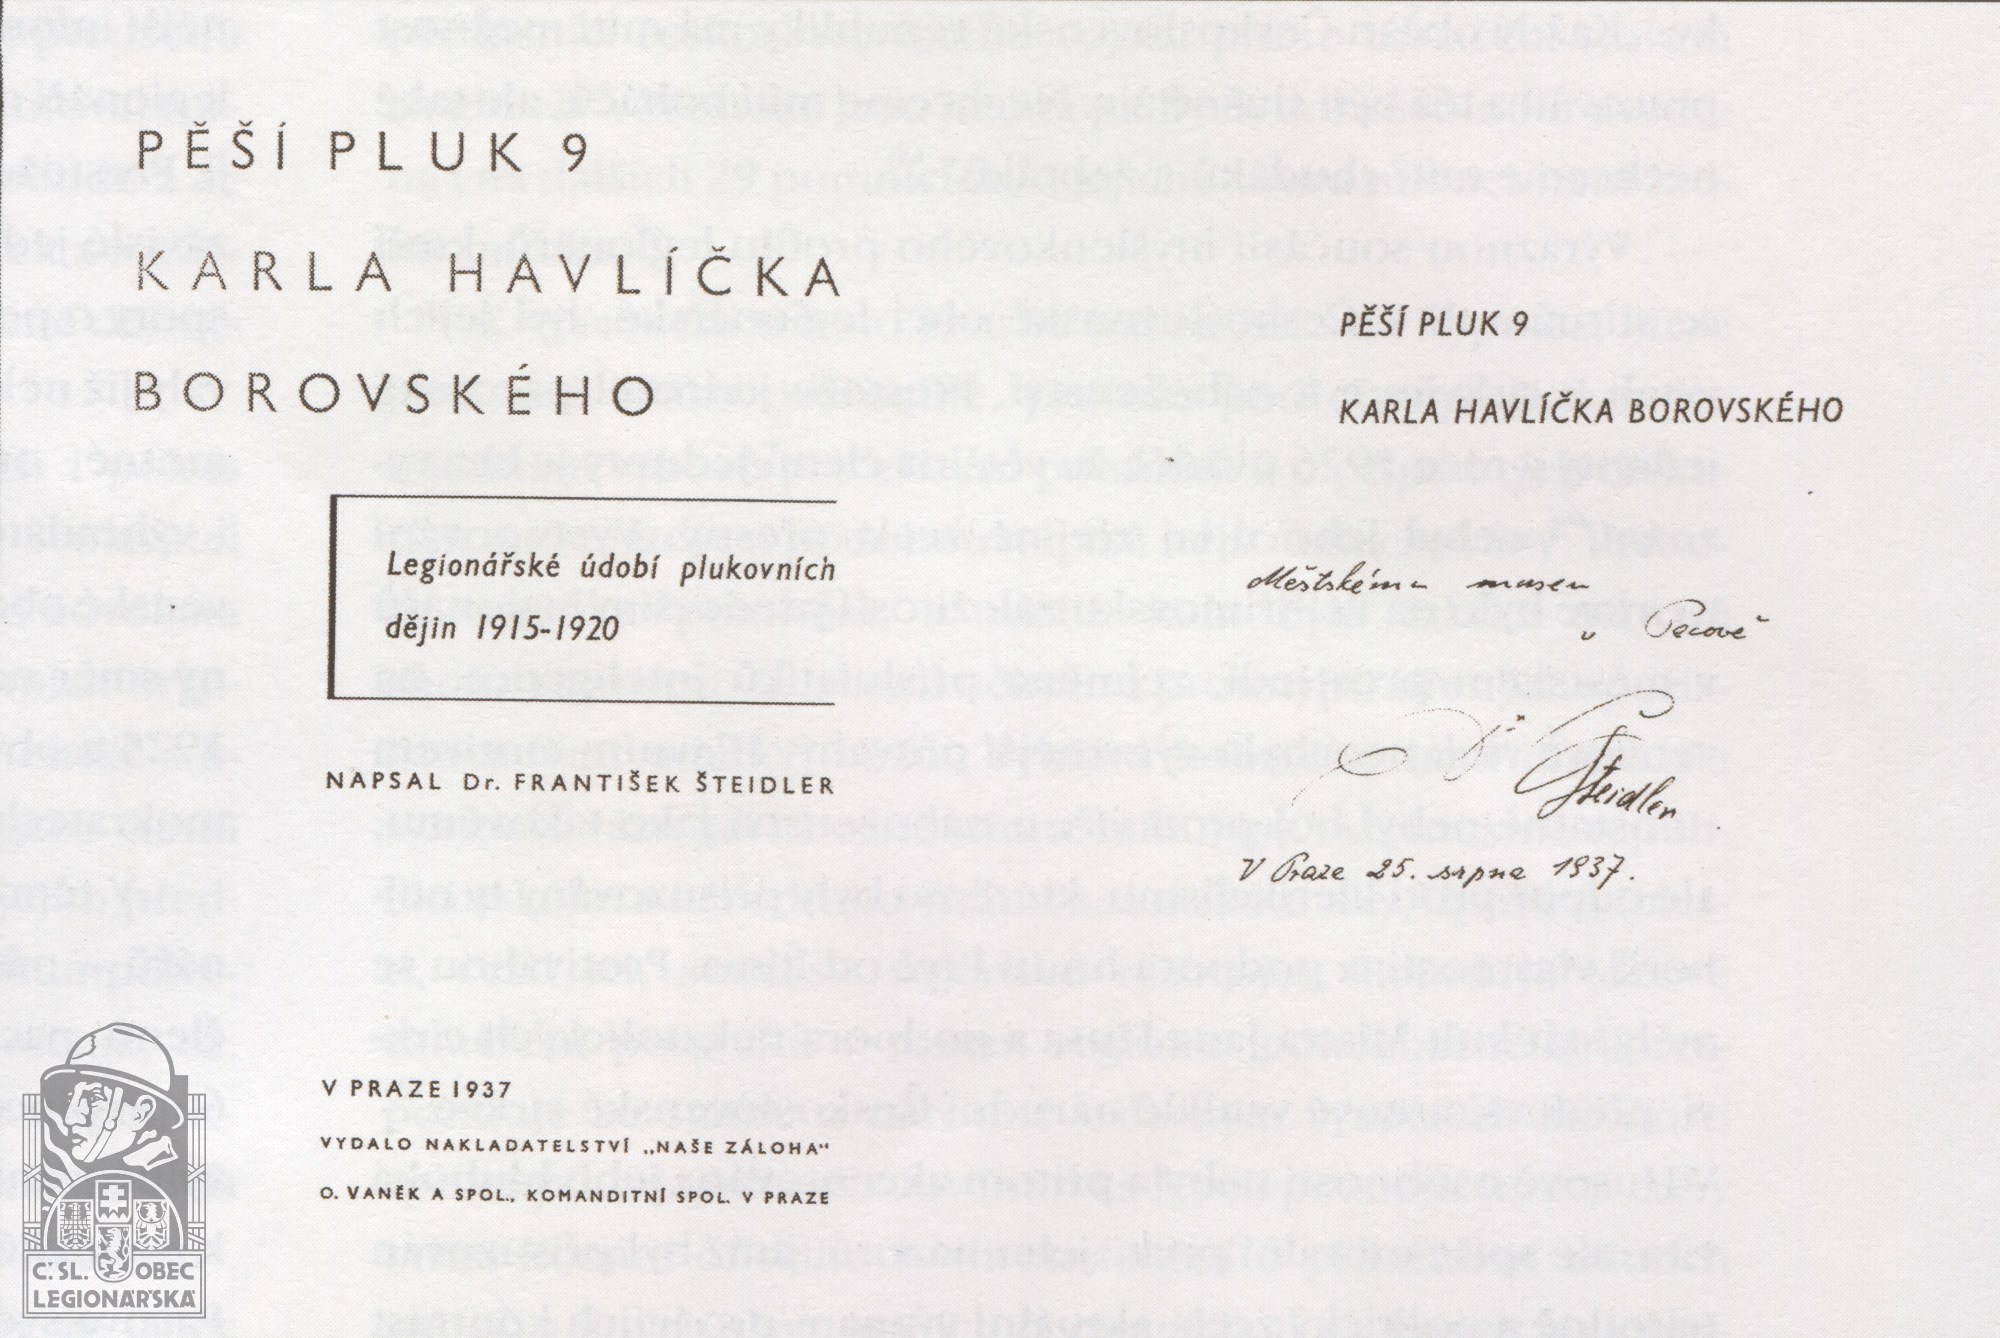 PĚŠÍ PLUK 9
KARLA HAVLÍČKA
BOROVSKÉHO
Legionářské údobí plukovních
dějin 1915-1920
NAPSAL Dr. FRANTIŠEK ŠTEIDLER
V PRAZE 1937
VYDALO NAKLADATELSTVÍ „NAŠE ZÁLOHA“
O. VANĚK A SPOL., KOMANDITNÍ SPOL. V PRAZE
PĚŠÍ PLUK 9
KARLA HAVLÍČKA BOROVSKÉHO
Městskému museu
v Pacově
Dr Šteidler
V Praze 25. srpna 1937.
Č. SL. OBEC
LEGIONÁŘSKÁ